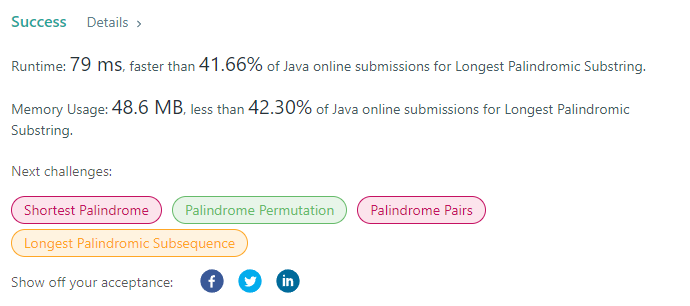 Success Details >
Runtime: 79 ms, faster than 41.66% of Java online submissions for Longest Palindromic Substring.
Memory Usage: 48.6 MB, less than 42.30% of Java online submissions for Longest Palindromic
Substring.
Next challenges:
Shortest Palindrome Palindrome Permutation Palindrome Pairs
Longest Palindromic Subsequence
Show off your acceptance: f in